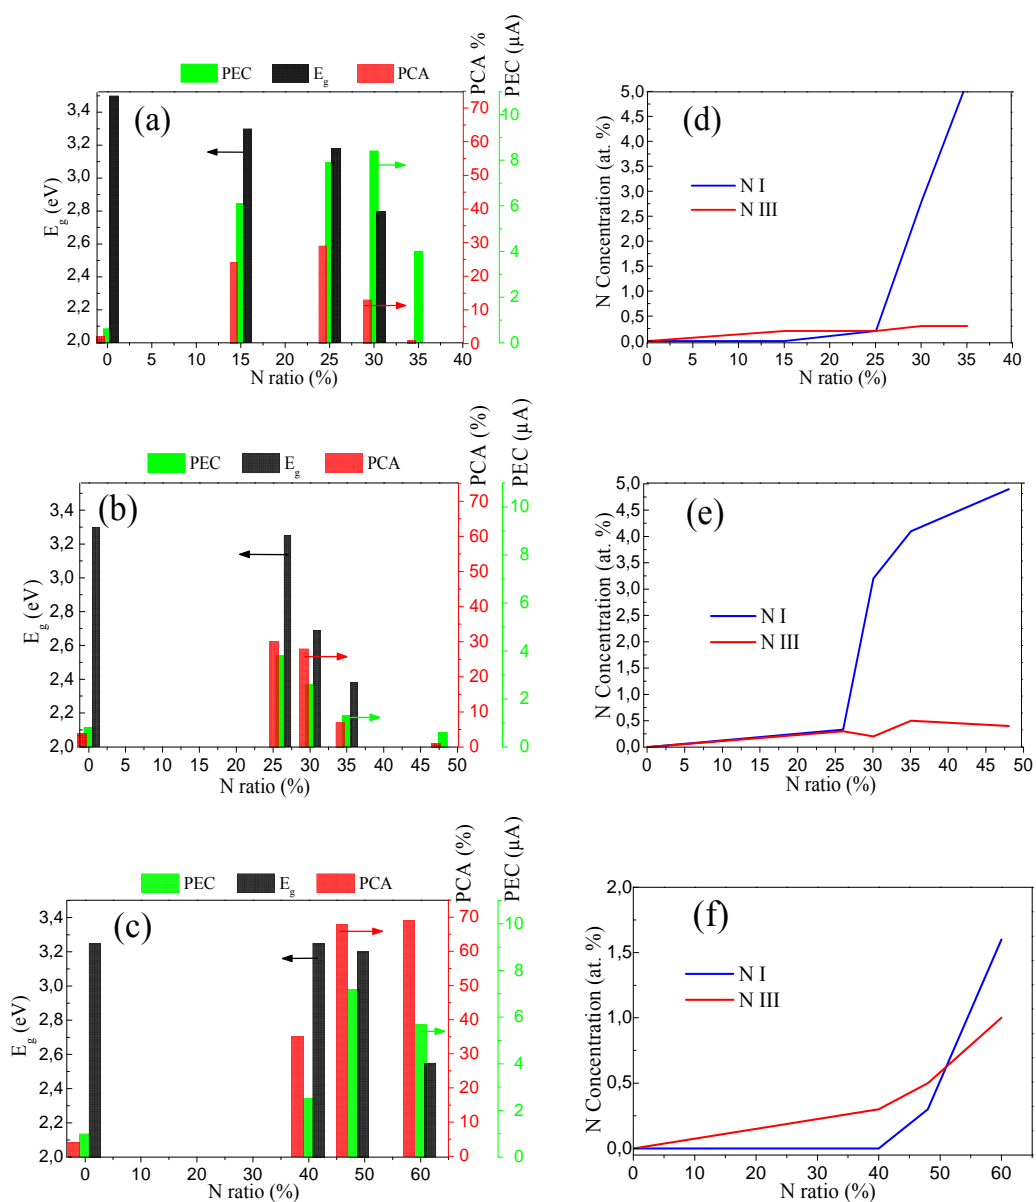 PCA %
PEC (µA)
PEC
E_g
PCA
(a)
E_g (eV)
3,4
3,2
3,0
2,8
2,6
2,4
2,2
2,0
0 5 10 15 20 25 30 35 40
N ratio (%)
70
60
50
40
30
20
10
0
10
8
6
4
2
0
(d)
N Concentration (at. %)
5,0
4,5
4,0
3,5
3,0
2,5
2,0
1,5
1,0
0,5
0,0
N I
N III
0 5 10 15 20 25 30 35 40
N ratio (%)
PCA (%)
PEC (µA)
PEC
E_g
PCA
(b)
E_g (eV)
3,4
3,2
3,0
2,8
2,6
2,4
2,2
2,0
0 5 10 15 20 25 30 35 40 45 50
N ratio (%)
70
60
50
40
30
20
10
0
10
8
6
4
2
0
(e)
N Concentration (at. %)
5,0
4,5
4,0
3,5
3,0
2,5
2,0
1,5
1,0
0,5
0,0
N I
N III
0 5 10 15 20 25 30 35 40 45 50
N ratio (%)
PCA (%)
PEC (µA)
PEC
E_g
PCA
(c)
E_g (eV)
3,4
3,2
3,0
2,8
2,6
2,4
2,2
2,0
0 10 20 30 40 50 60
N ratio (%)
70
60
50
40
30
20
10
0
10
8
6
4
2
0
(f)
N Concentration (at. %)
2,0
1,5
1,0
0,5
0,0
N I
N III
0 10 20 30 40 50 60
N ratio (%)